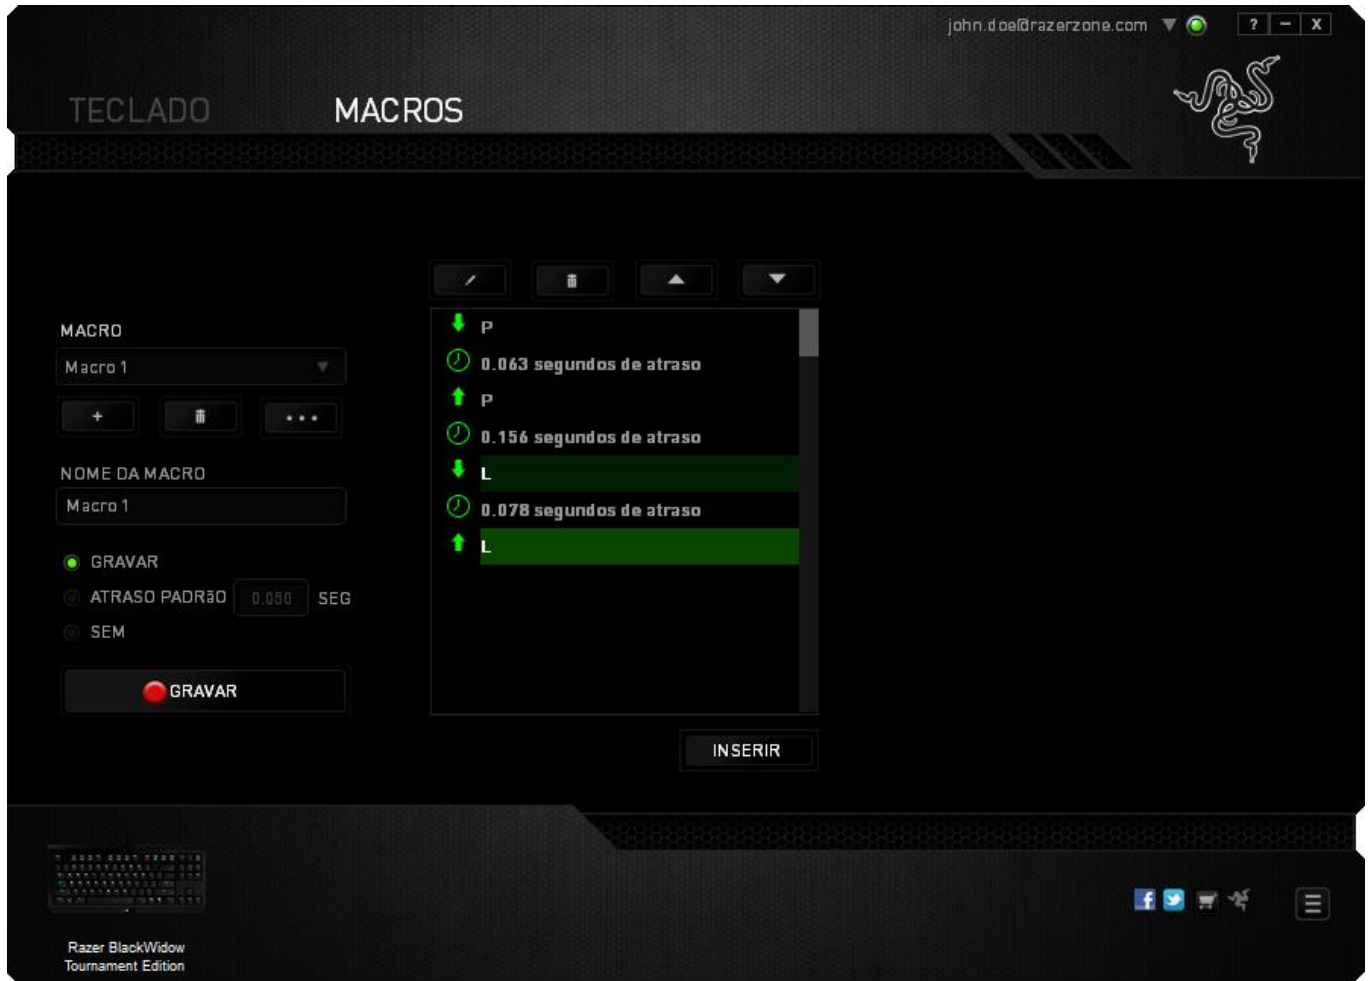 john.doe@razerzone.com
? – X
TECLADO MACROS
MACRO
Macro 1
+
NOME DA MACRO
Macro 1
GRAVAR
ATRASO PADRãO 0.050 SEG
SEM
GRAVAR
P
0.063 segundos de atraso
P
0.156 segundos de atraso
L
0.078 segundos de atraso
L
INSERIR
Razer BlackWidow
Tournament Edition